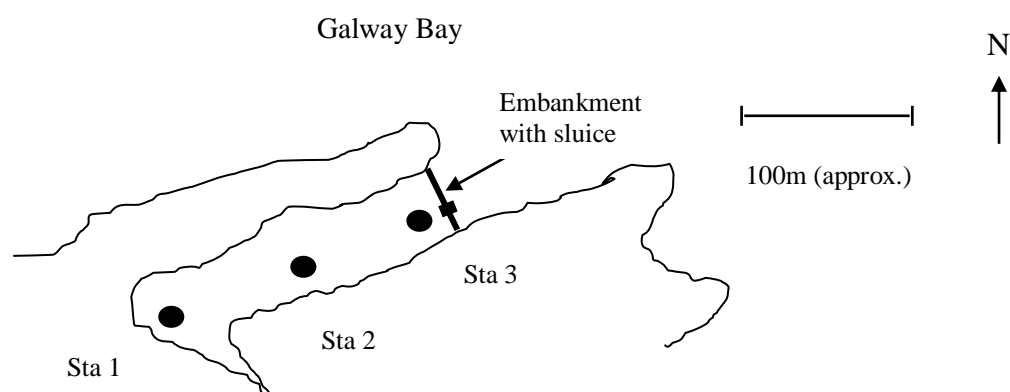 Galway Bay
N
Embankment
with sluice
100m (approx.)
Sta 3
Sta 2
Sta 1